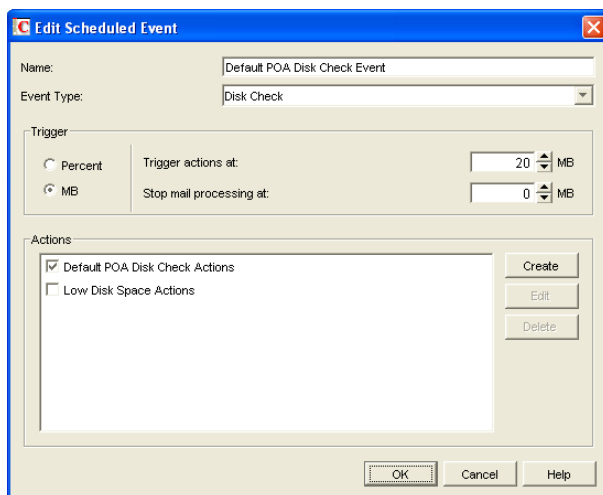 Edit Scheduled Event
Name: Default POA Disk Check Event
Event Type: Disk Check
Trigger
Percent
MB
Trigger actions at: 20 MB
Stop mail processing at: 0 MB
Actions
Default POA Disk Check Actions
Low Disk Space Actions
Create
Edit
Delete
OK Cancel Help